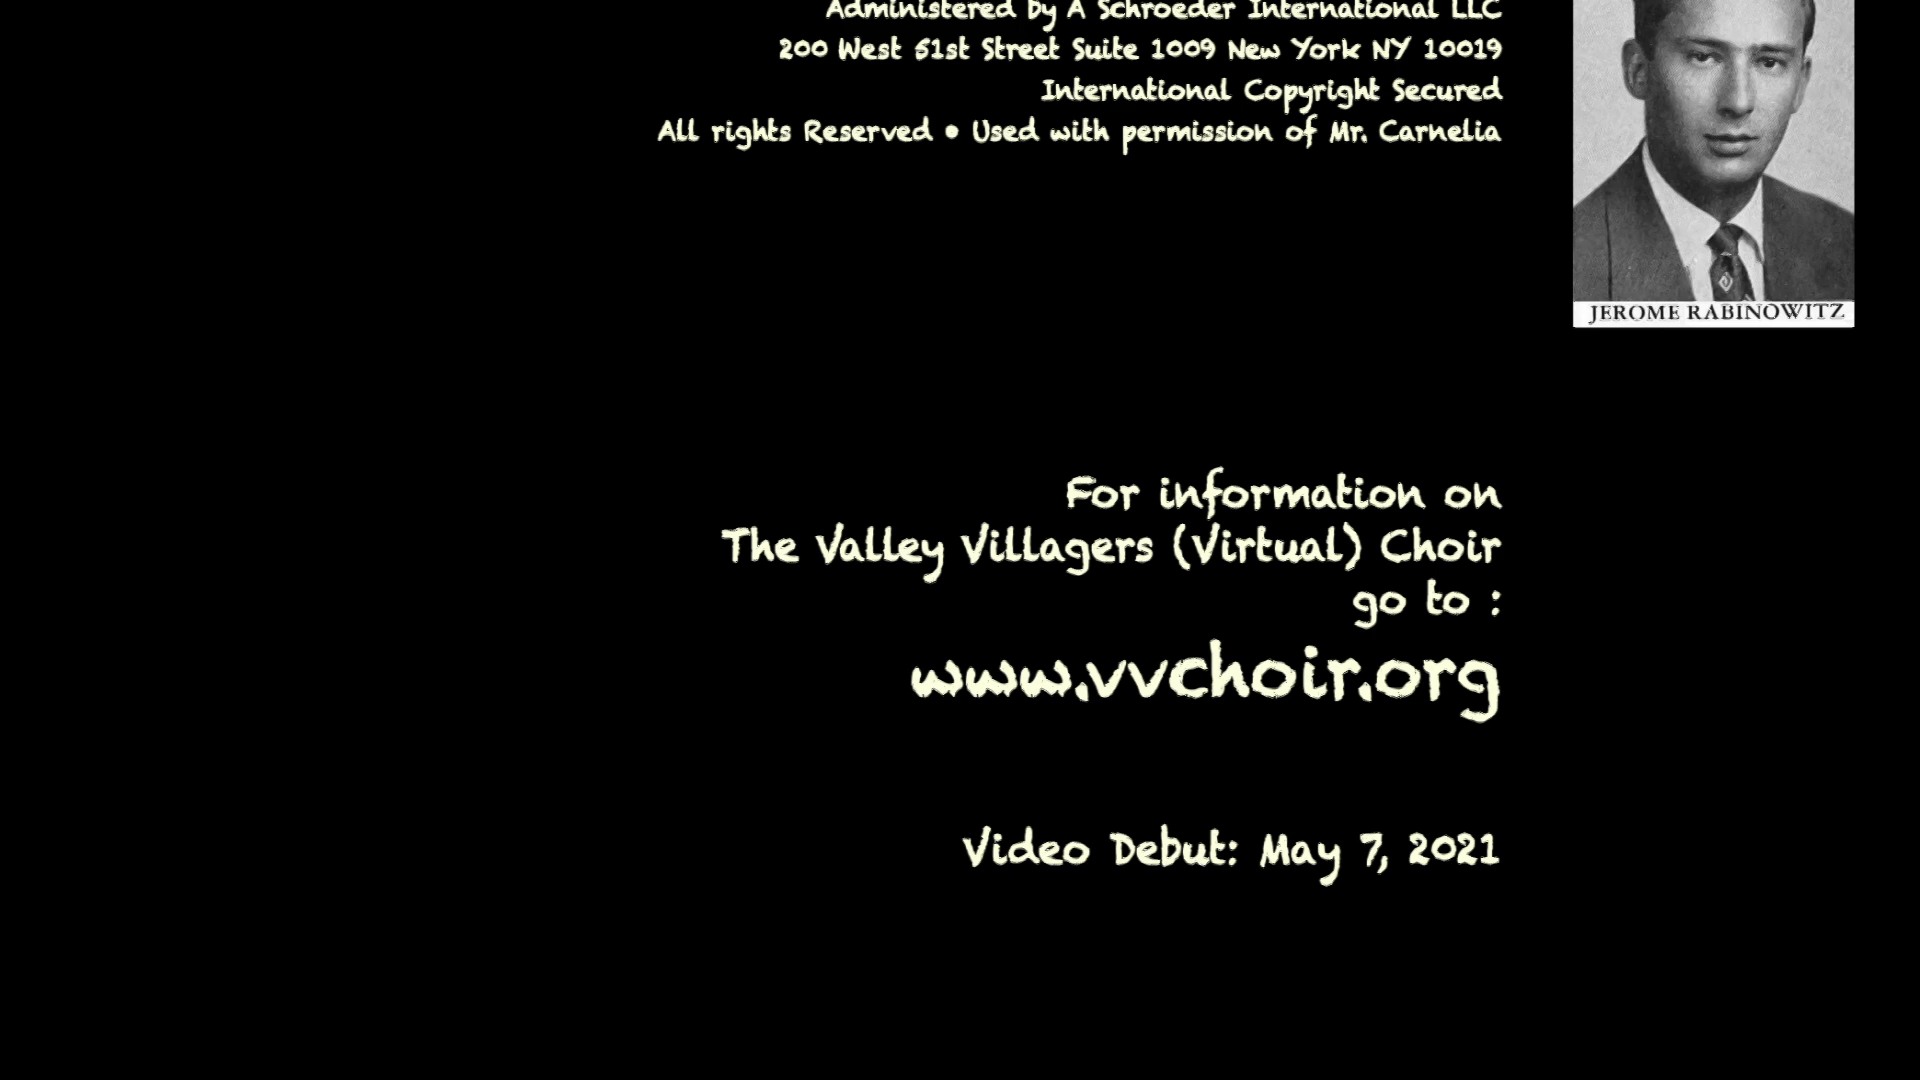 Administered by A Schroeder International LLC
200 West 51st Street Suite 1009 New York NY 10019
International Copyright Secured
All rights Reserved • Used with permission of Mr. Carnelia
JEROME RABINOWITZ
For information on
The Valley Villagers (Virtual) Choir
go to :
www.vvchoir.org
Video Debut: May 7, 2021